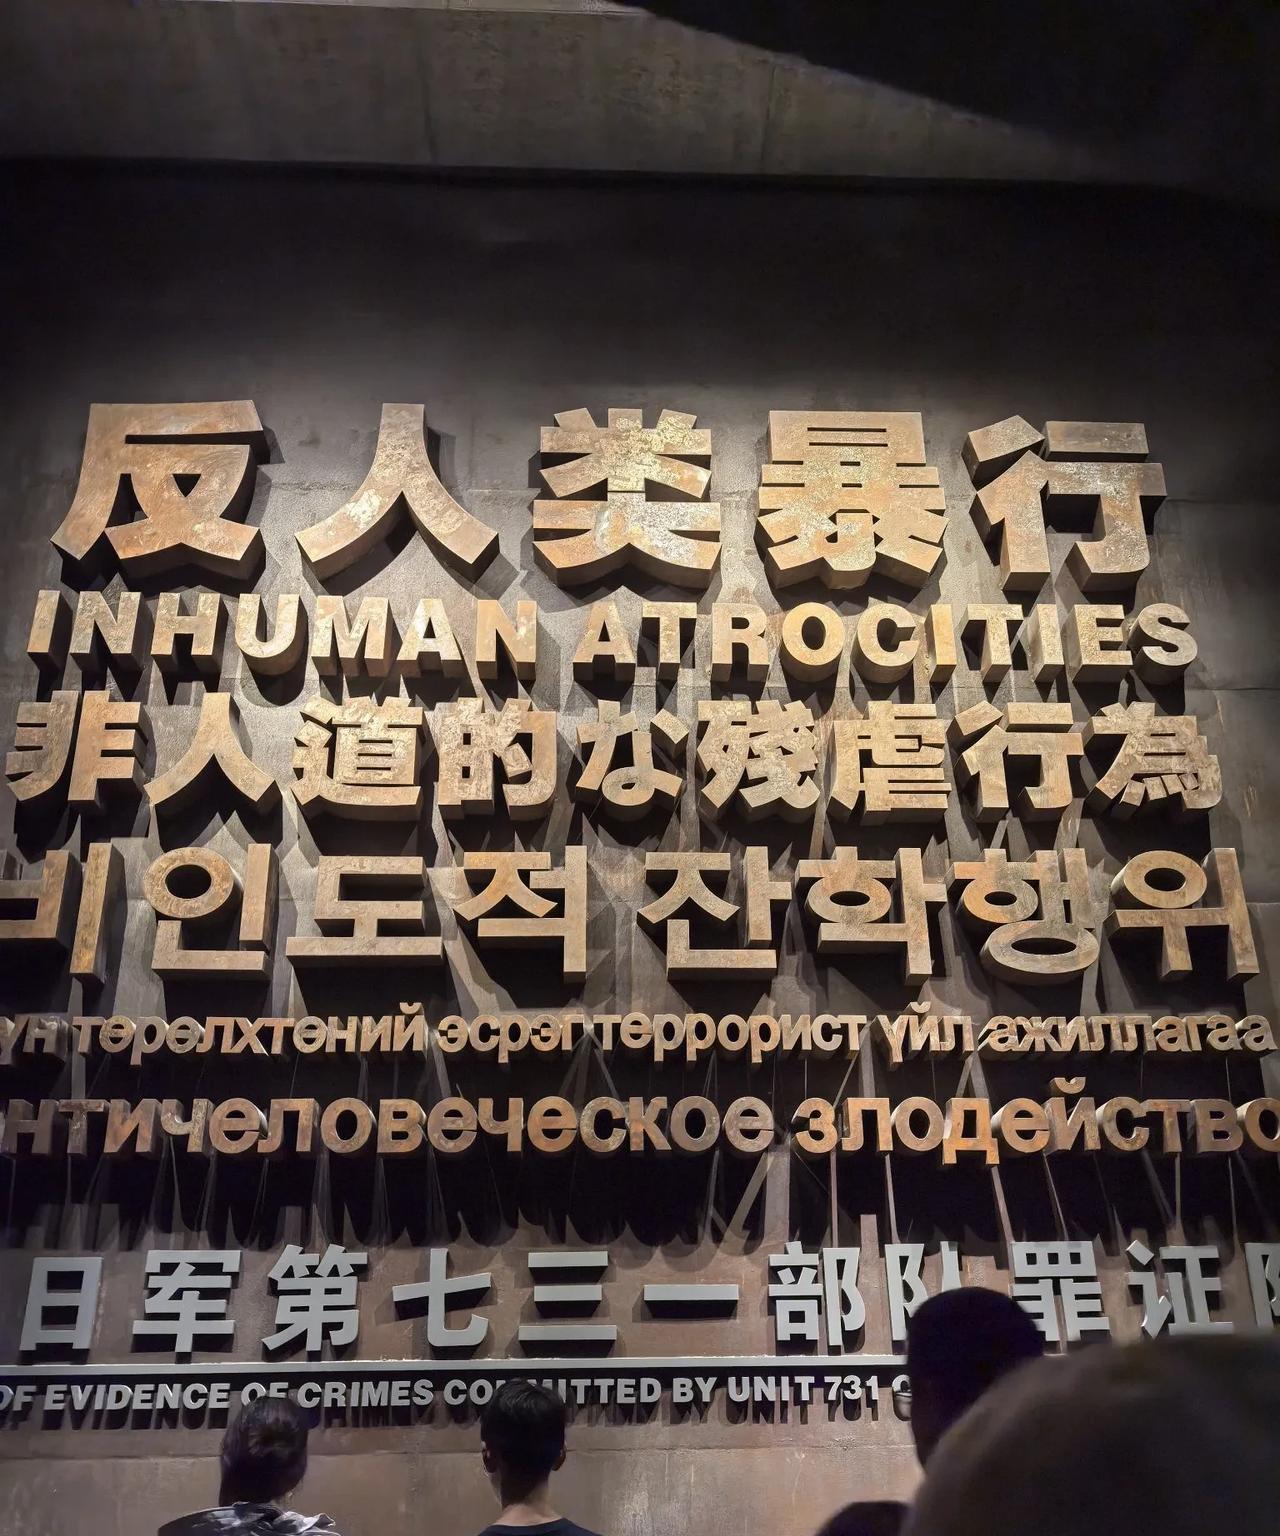 反人类暴行
INHUMAN ATROCITIES
非人道的な殘虐行為
비인도적 잔학행위
төрөлхтөний эсрэг террорист үйл ажиллагаа
злодейство
日军第七三一部队罪证
OF EVIDENCE OF CRIMES COMMITTED BY UNIT 731